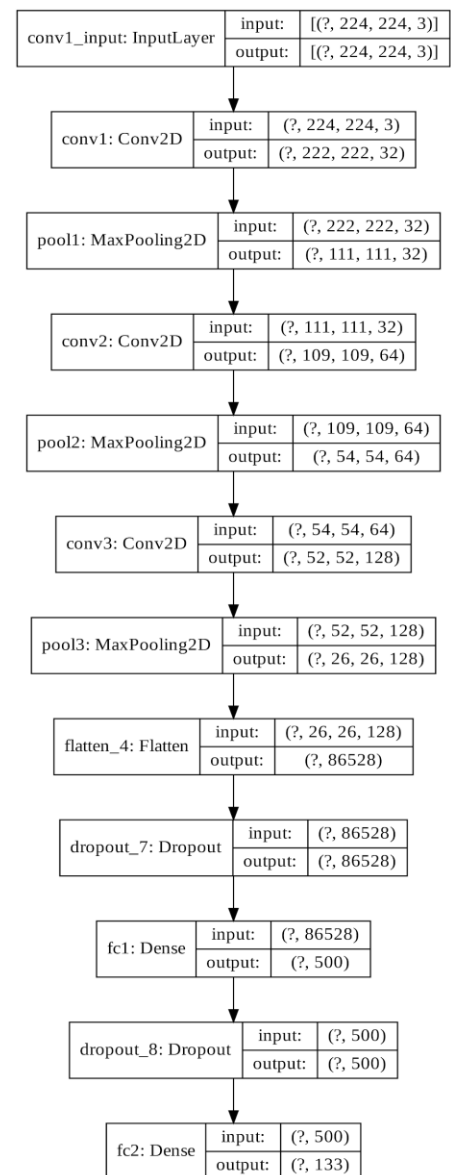 conv1_input: InputLayer
input: [(?, 224, 224, 3)]
output: [(?, 224, 224, 3)]
conv1: Conv2D
input: (?, 224, 224, 3)
output: (?, 222, 222, 32)
pool1: MaxPooling2D
input: (?, 222, 222, 32)
output: (?, 111, 111, 32)
conv2: Conv2D
input: (?, 111, 111, 32)
output: (?, 109, 109, 64)
pool2: MaxPooling2D
input: (?, 109, 109, 64)
output: (?, 54, 54, 64)
conv3: Conv2D
input: (?, 54, 54, 64)
output: (?, 52, 52, 128)
pool3: MaxPooling2D
input: (?, 52, 52, 128)
output: (?, 26, 26, 128)
flatten_4: Flatten
input: (?, 26, 26, 128)
output: (?, 86528)
dropout_7: Dropout
input: (?, 86528)
output: (?, 86528)
fc1: Dense
input: (?, 86528)
output: (?, 500)
dropout_8: Dropout
input: (?, 500)
output: (?, 500)
fc2: Dense
input: (?, 500)
output: (?, 133)